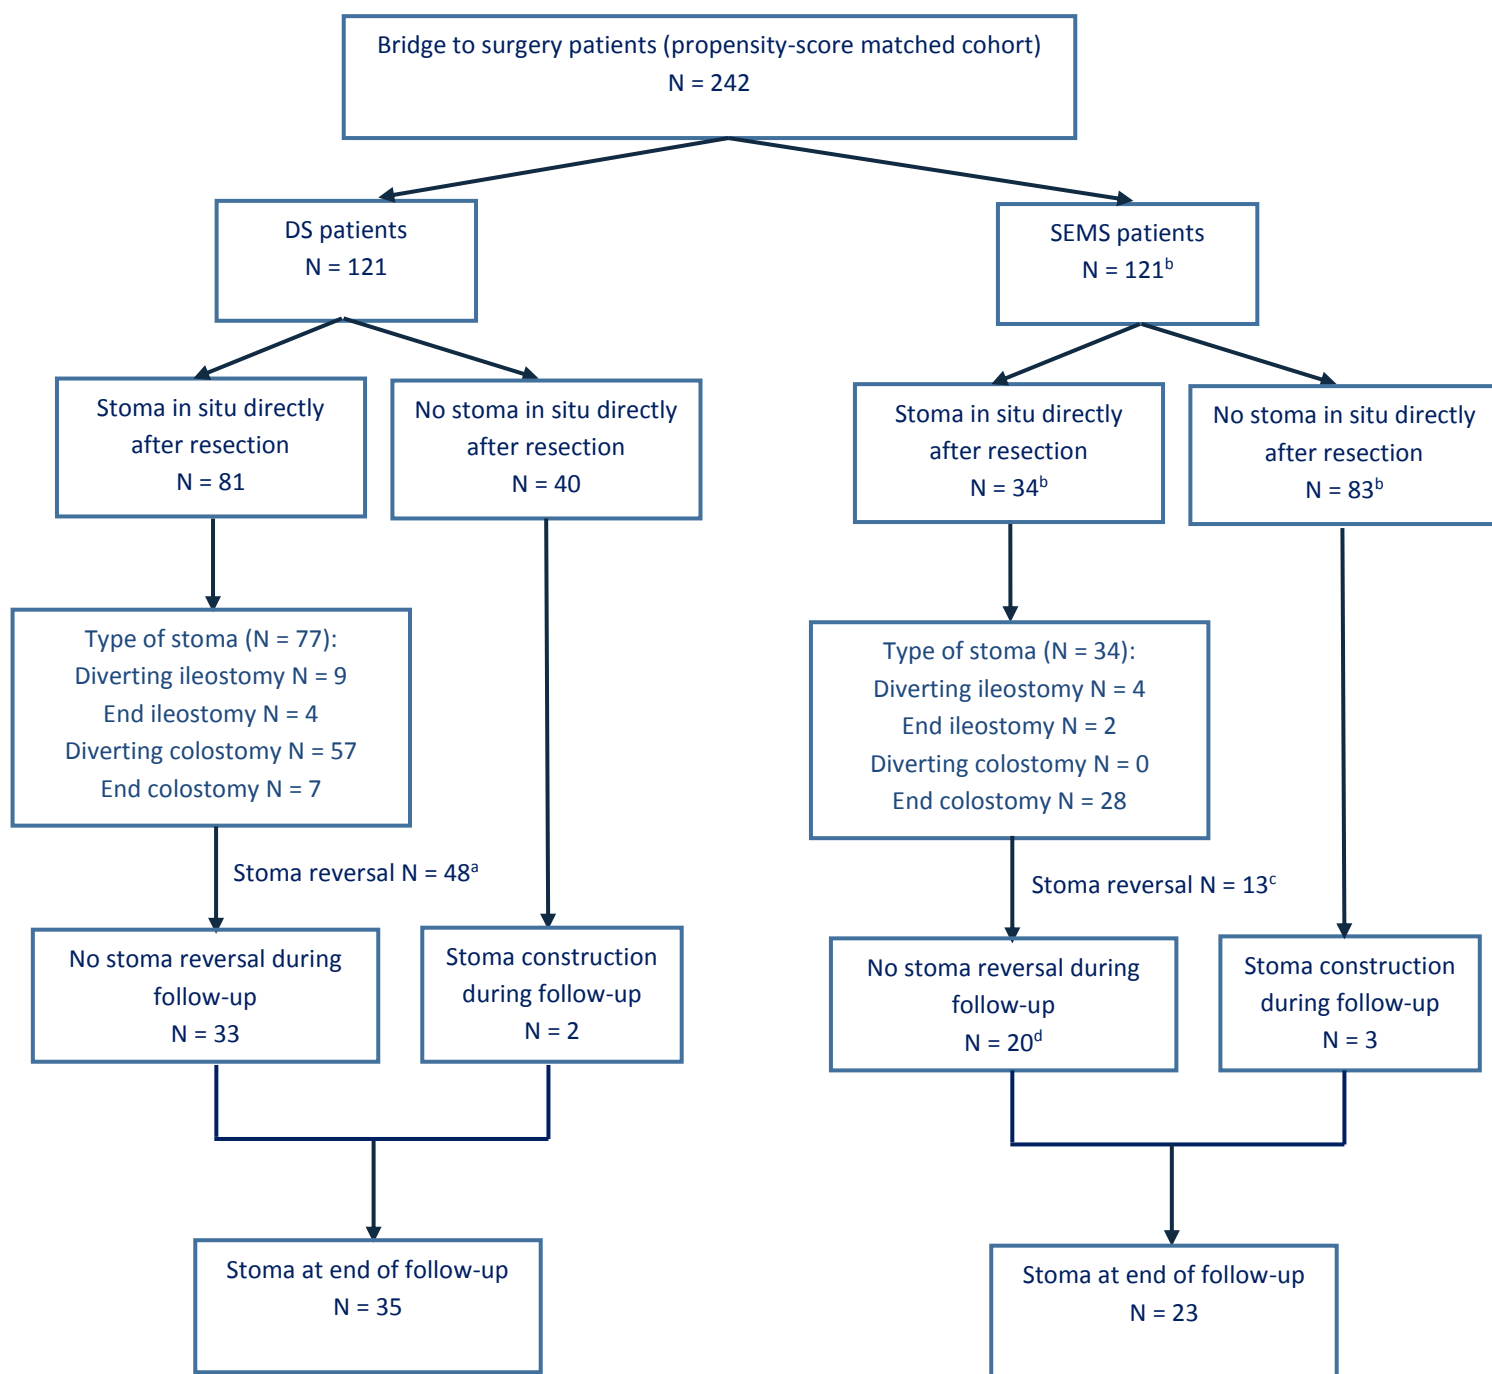 Bridge to surgery patients (propensity-score matched cohort)
N = 242
DS patients
N = 121
SEMS patients
N = 121ᵇ
Stoma in situ directly
after resection
N = 81
No stoma in situ directly
after resection
N = 40
Stoma in situ directly
after resection
N = 34ᵇ
No stoma in situ directly
after resection
N = 83ᵇ
Type of stoma (N = 77):
Diverting ileostomy N = 9
End ileostomy N = 4
Diverting colostomy N = 57
End colostomy N = 7
Type of stoma (N = 34):
Diverting ileostomy N = 4
End ileostomy N = 2
Diverting colostomy N = 0
End colostomy N = 28
Stoma reversal N = 48ᵃ
Stoma reversal N = 13ᶜ
No stoma reversal during
follow-up
N = 33
Stoma construction
during follow-up
N = 2
No stoma reversal during
follow-up
N = 20ᵈ
Stoma construction
during follow-up
N = 3
Stoma at end of follow-up
N = 35
Stoma at end of follow-up
N = 23